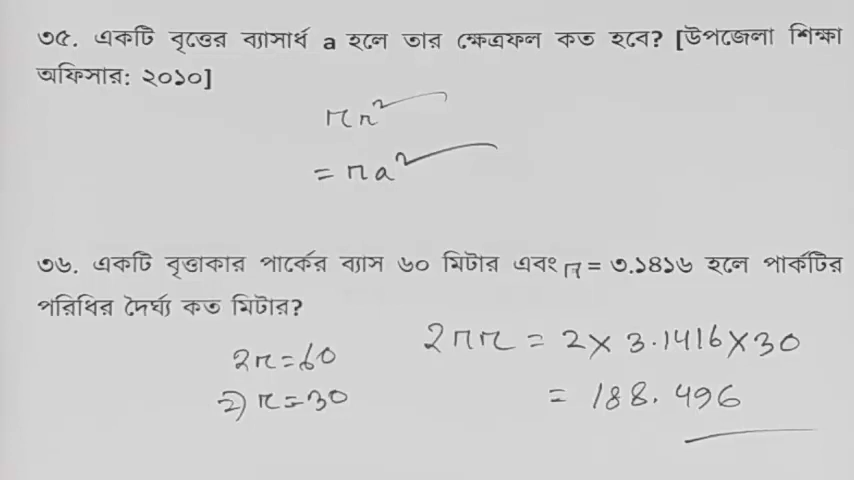 ৩৫. একটি বৃত্তের ব্যাসার্ধ a হলে তার ক্ষেত্রফল কত হবে? [উপজেলা শিক্ষা
অফিসার: ২০১০]
πr²
= πa²
৩৬. একটি বৃত্তাকার পার্কের ব্যাস ৬০ মিটার এবং π = ৩.১৪১৬ হলে পার্কটির
পরিধির দৈর্ঘ্য কত মিটার?
2r = 60
⇒ r = 30
2πr = 2 × 3.1416 × 30
= 188.496